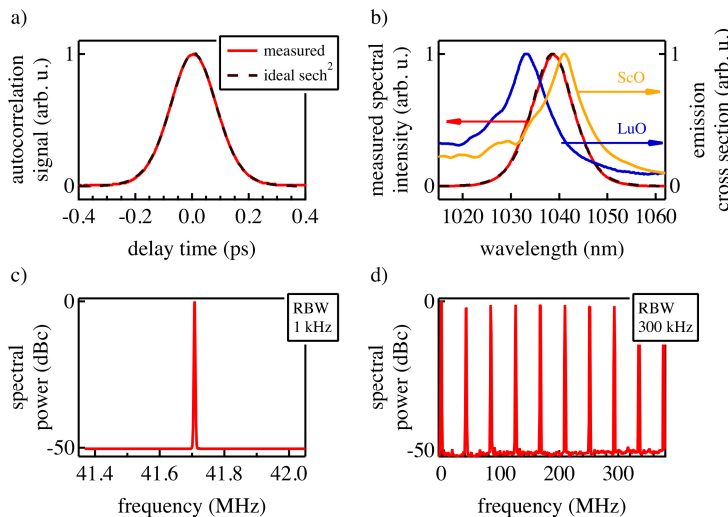 a)
autocorrelation
signal (arb. u.)
1
0
measured
ideal sech²
-0.4
-0.2
0.0
0.2
0.4
delay time (ps)
b)
measured spectral
intensity (arb. u.)
1
0
ScO
LuO
1
0
emission
cross section (arb. u.)
1020
1030
1040
1050
1060
wavelength (nm)
c)
spectral
power (dBc)
0
-50
RBW
1 kHz
41.4
41.6
41.8
42.0
frequency (MHz)
d)
spectral
power (dBc)
0
-50
RBW
300 kHz
0
100
200
300
frequency (MHz)